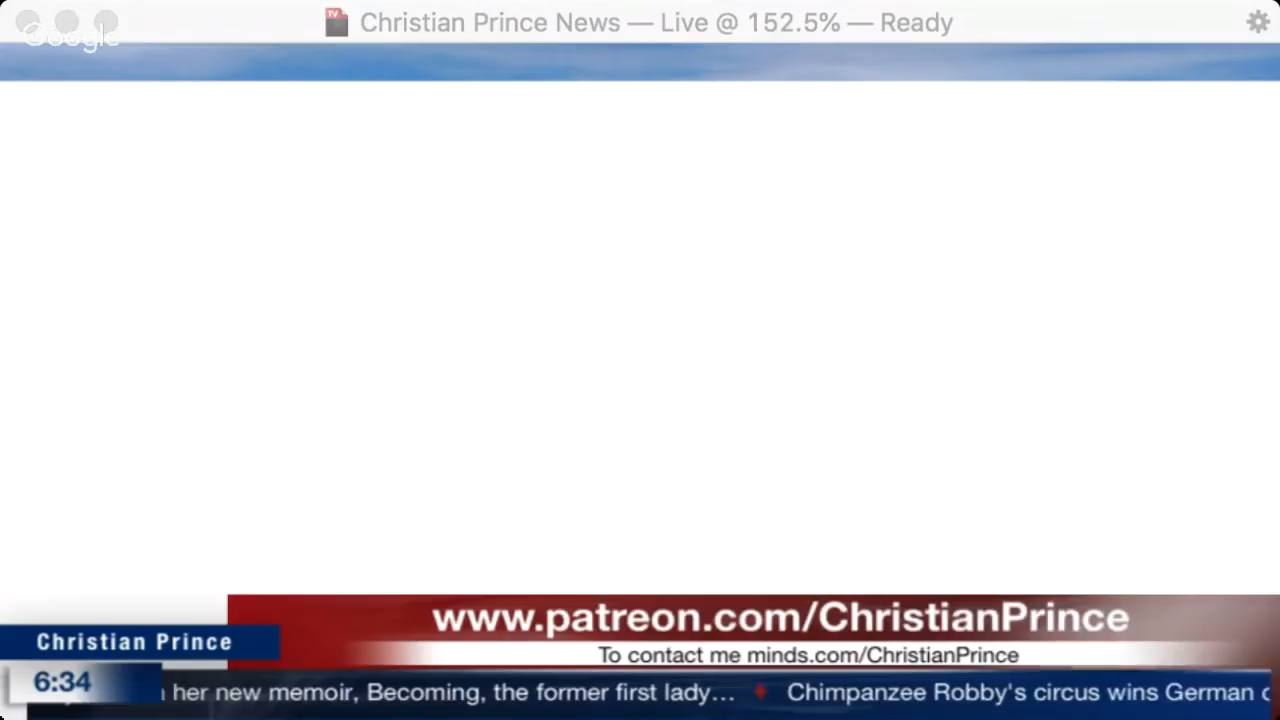 Christian Prince News — Live @ 152.5% — Ready
Google
www.patreon.com/ChristianPrince
Christian Prince
To contact me minds.com/ChristianPrince
6:34
her new memoir, Becoming, the former first lady... ♦ Chimpanzee Robby's circus wins German